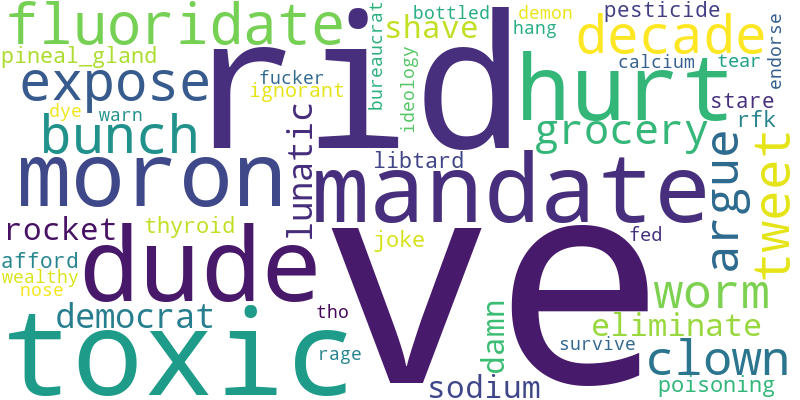 fluoridate
bottled
demon
pesticide
shave
hang
decade
endorse
pineal_gland
rid
bureaucrat
ideology
calcium
tear
expose
fucker
ignorant
hurt
stare
dye
warn
rfk
bunch
lunatic
grocery
moron
libtard
mandate
argue
tweet
rocket
thyroid
joke
fed
dude
ve
afford
wealthy
nose
worm
democrat
tho
damn
eliminate
toxic
rage
survive
clown
sodium
poisoning